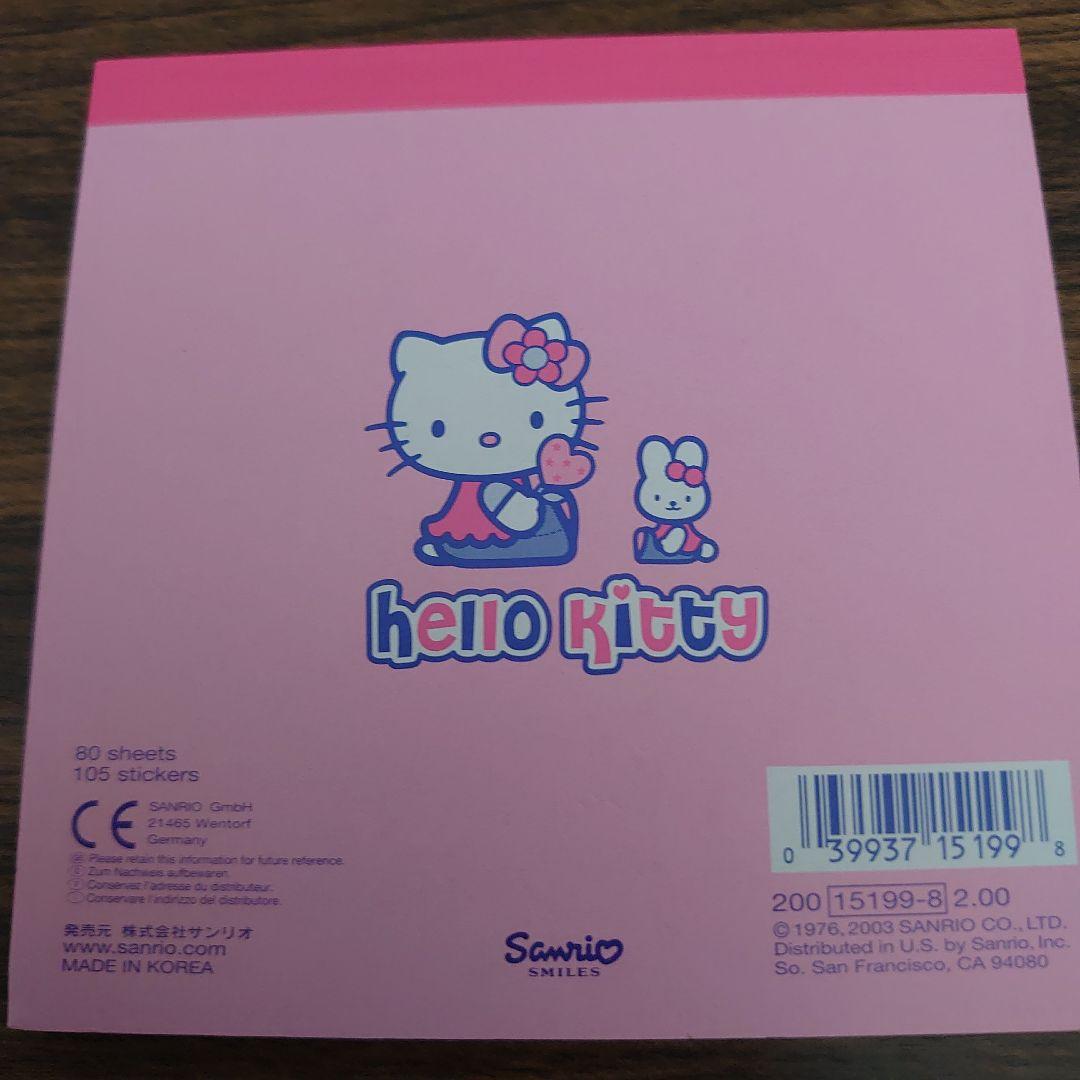 hello kitty
80 sheets
105 stickers
CE
SANRIO GmbH
21465 Wentorf
Germany
Please retain this information for future reference.
Zum Nachweis aufbewaren.
Conservez l'adresse du distributeur.
Conservare l'indirizzo del distributore.
発売元 株式会社サンリオ
www.sanrio.com
MADE IN KOREA
Sanrio
SMILES
0 39937 15199 8
200 15199-8 2.00
© 1976, 2003 SANRIO CO., LTD.
Distributed in U.S. by Sanrio, Inc.
So. San Francisco, CA 94080